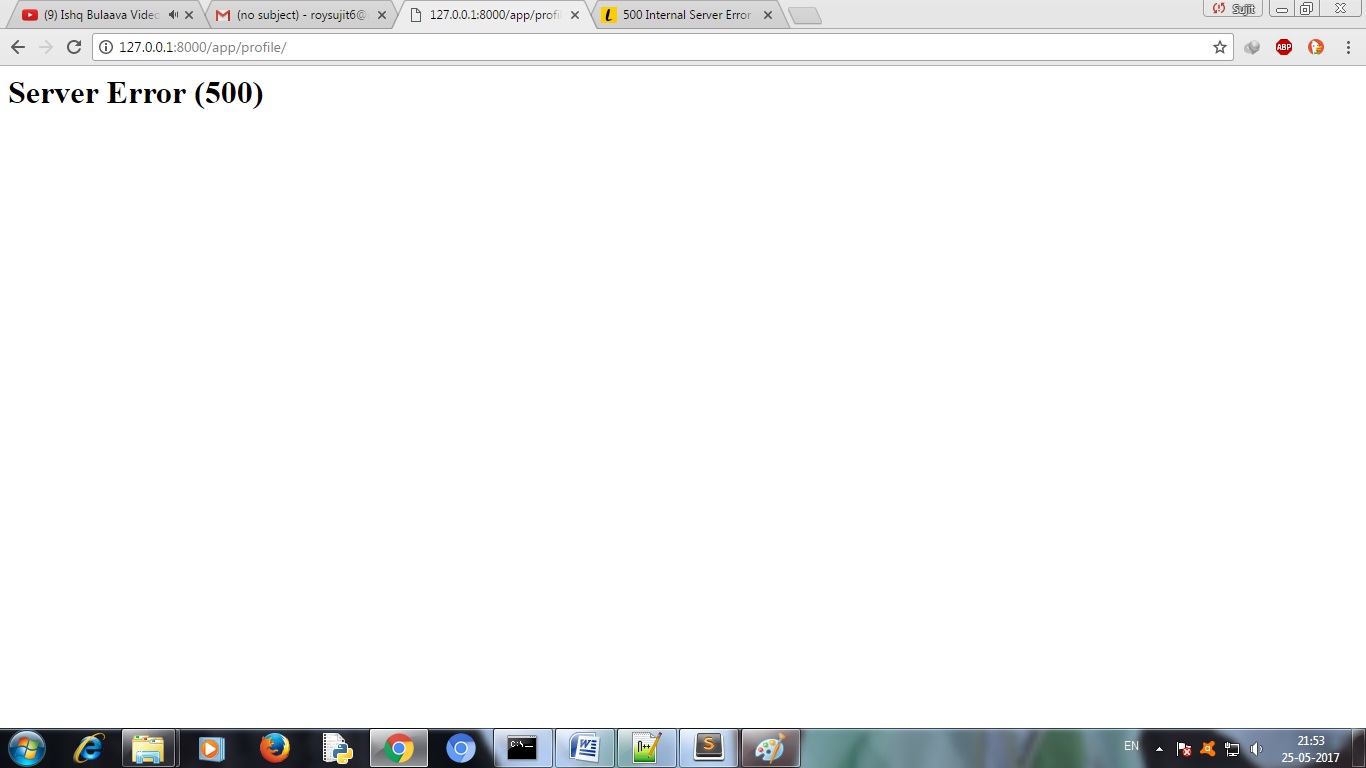 (9) Ishq Bulaava Video
(no subject) - roysujit6@
127.0.0.1:8000/app/profi
500 Internal Server Error
Sujit
127.0.0.1:8000/app/profile/
ABP
Server Error (500)
EN
21:53
25-05-2017